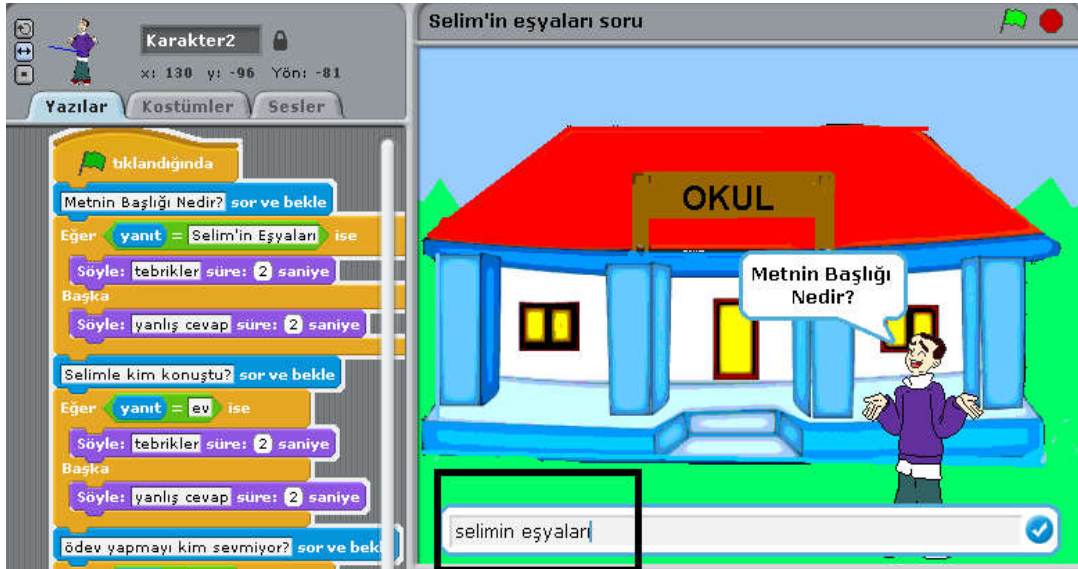 Karakter2
x: 130 y: -96 Yön: -81
Yazılar Kostümler Sesler
tıklandığında
Metnin Başlığı Nedir? sor ve bekle
Eğer yanıt = Selim'in Eşyaları ise
Söyle: tebrikler süre: 2 saniye
Başka
Söyle: yanlış cevap süre: 2 saniye
Selimle kim konuştu? sor ve bekle
Eğer yanıt = ev ise
Söyle: tebrikler süre: 2 saniye
Başka
Söyle: yanlış cevap süre: 2 saniye
ödev yapmayı kim sevmiyor? sor ve bekl
Selim'in eşyaları soru
OKUL
Metnin Başlığı
Nedir?
selimin eşyaları